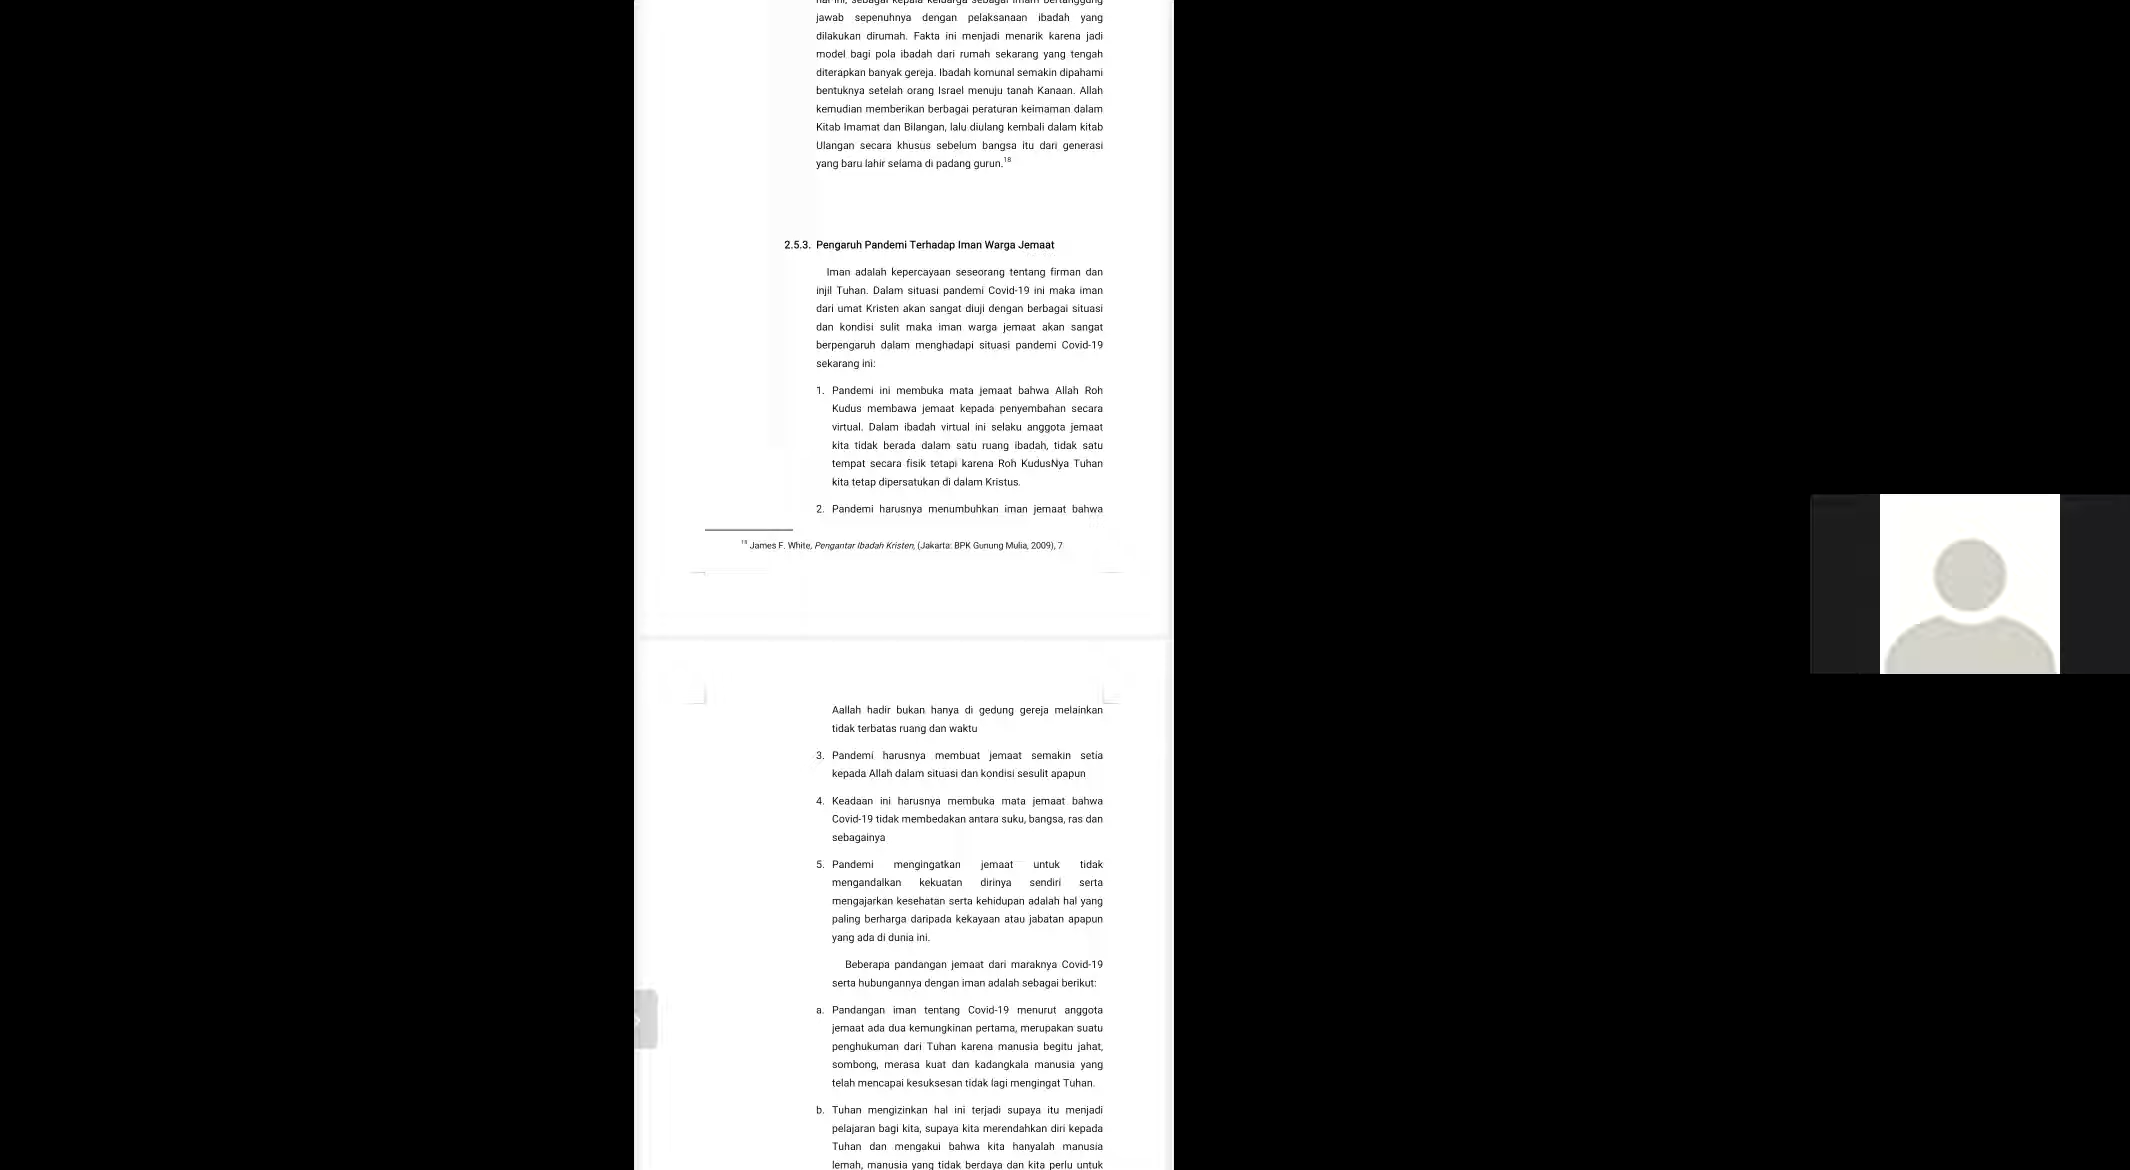 hal ini, sebagai kepala keluarga sebagai imam bertanggung
jawab sepenuhnya dengan pelaksanaan ibadah yang
dilakukan dirumah. Fakta ini menjadi menarik karena jadi
model bagi pola ibadah dari rumah sekarang yang tengah
diterapkan banyak gereja. Ibadah komunal semakin dipahami
bentuknya setelah orang Israel menuju tanah Kanaan. Allah
kemudian memberikan berbagai peraturan keimaman dalam
Kitab Imamat dan Bilangan, lalu diulang kembali dalam kitab
Ulangan secara khusus sebelum bangsa itu dari generasi
yang baru lahir selama di padang gurun.18
2.5.3. Pengaruh Pandemi Terhadap Iman Warga Jemaat
Iman adalah kepercayaan seseorang tentang firman dan
injil Tuhan. Dalam situasi pandemi Covid-19 ini maka iman
dari umat Kristen akan sangat diuji dengan berbagai situasi
dan kondisi sulit maka iman warga jemaat akan sangat
berpengaruh dalam menghadapi situasi pandemi Covid-19
sekarang ini:
1. Pandemi ini membuka mata jemaat bahwa Allah Roh
Kudus membawa jemaat kepada penyembahan secara
virtual. Dalam ibadah virtual ini selaku anggota jemaat
kita tidak berada dalam satu ruang ibadah, tidak satu
tempat secara fisik tetapi karena Roh KudusNya Tuhan
kita tetap dipersatukan di dalam Kristus.
2. Pandemi harusnya menumbuhkan iman jemaat bahwa
James F. White, Pengantar Ibadah Kristen, (Jakarta: BPK Gunung Mulia, 2009), 7
Aallah hadir bukan hanya di gedung gereja melainkan
tidak terbatas ruang dan waktu
3. Pandemi harusnya membuat jemaat semakin setia
kepada Allah dalam situasi dan kondisi sesulit apapun
4. Keadaan ini harusnya membuka mata jemaat bahwa
Covid-19 tidak membedakan antara suku, bangsa, ras dan
sebagainya
5. Pandemi mengingatkan jemaat untuk tidak
mengandalkan kekuatan dirinya sendiri serta
mengajarkan kesehatan serta kehidupan adalah hal yang
paling berharga daripada kekayaan atau jabatan apapun
yang ada di dunia ini.
Beberapa pandangan jemaat dari maraknya Covid-19
serta hubungannya dengan iman adalah sebagai berikut:
a. Pandangan iman tentang Covid-19 menurut anggota
jemaat ada dua kemungkinan pertama, merupakan suatu
penghukuman dari Tuhan karena manusia begitu jahat,
sombong, merasa kuat dan kadangkala manusia yang
telah mencapai kesuksesan tidak lagi mengingat Tuhan.
b. Tuhan mengizinkan hal ini terjadi supaya itu menjadi
pelajaran bagi kita, supaya kita merendahkan diri kepada
Tuhan dan mengakui bahwa kita hanyalah manusia
lemah, manusia yang tidak berdaya dan kita perlu untuk